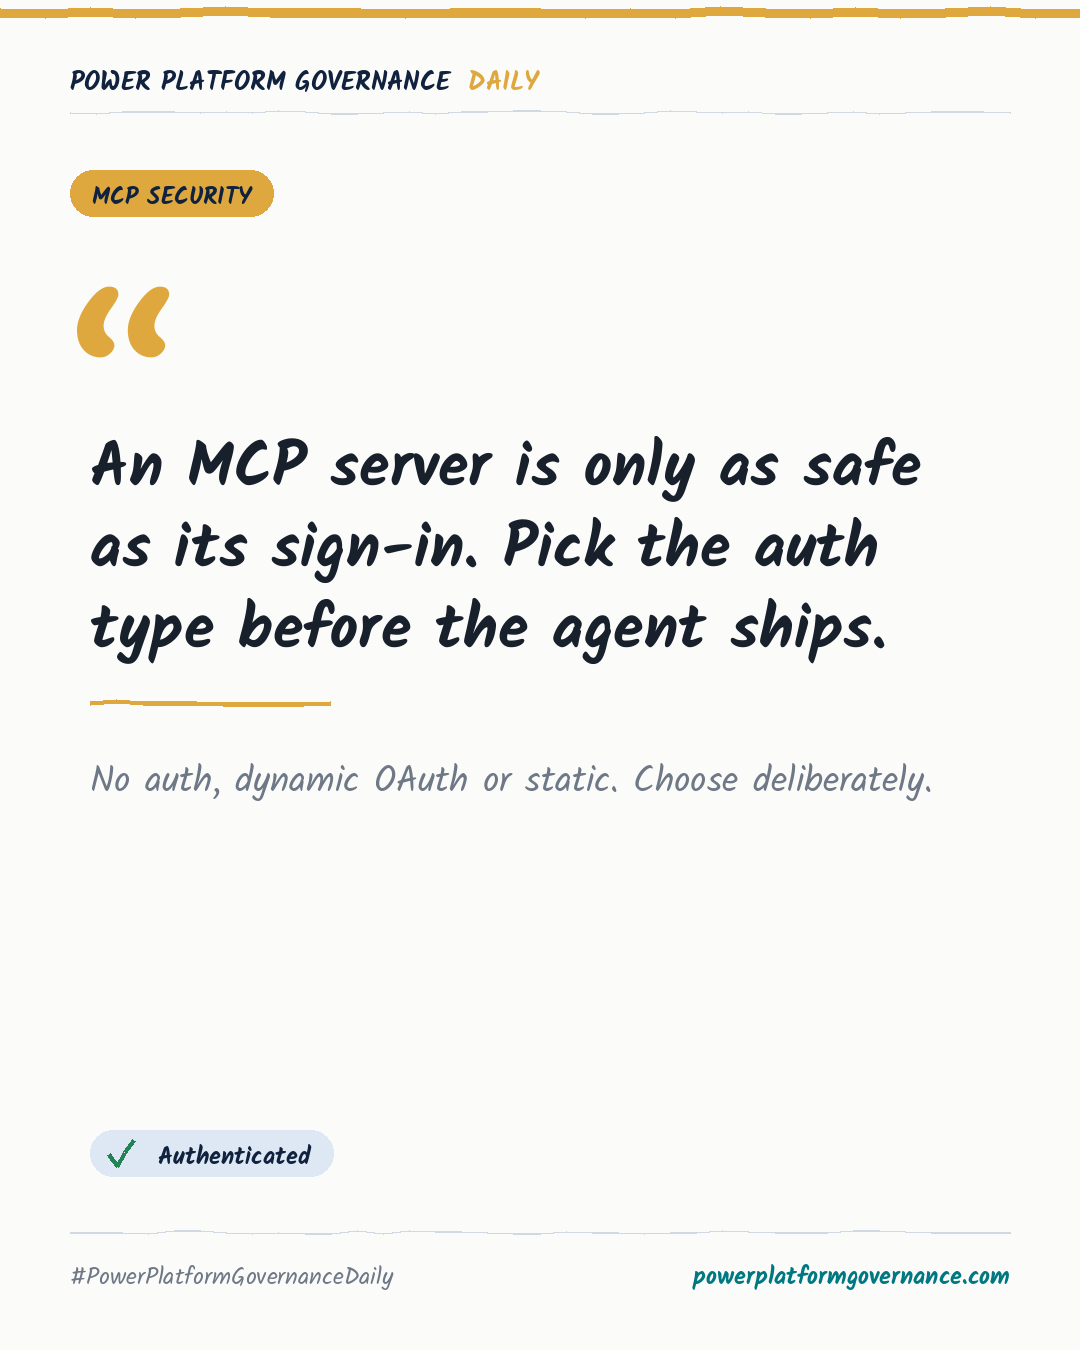 POWER PLATFORM GOVERNANCE DAILY
MCP SECURITY
“
An MCP server is only as safe
as its sign-in. Pick the auth
type before the agent ships.
No auth, dynamic OAuth or static. Choose deliberately.
✓ Authenticated
#PowerPlatformGovernanceDaily
powerplatformgovernance.com